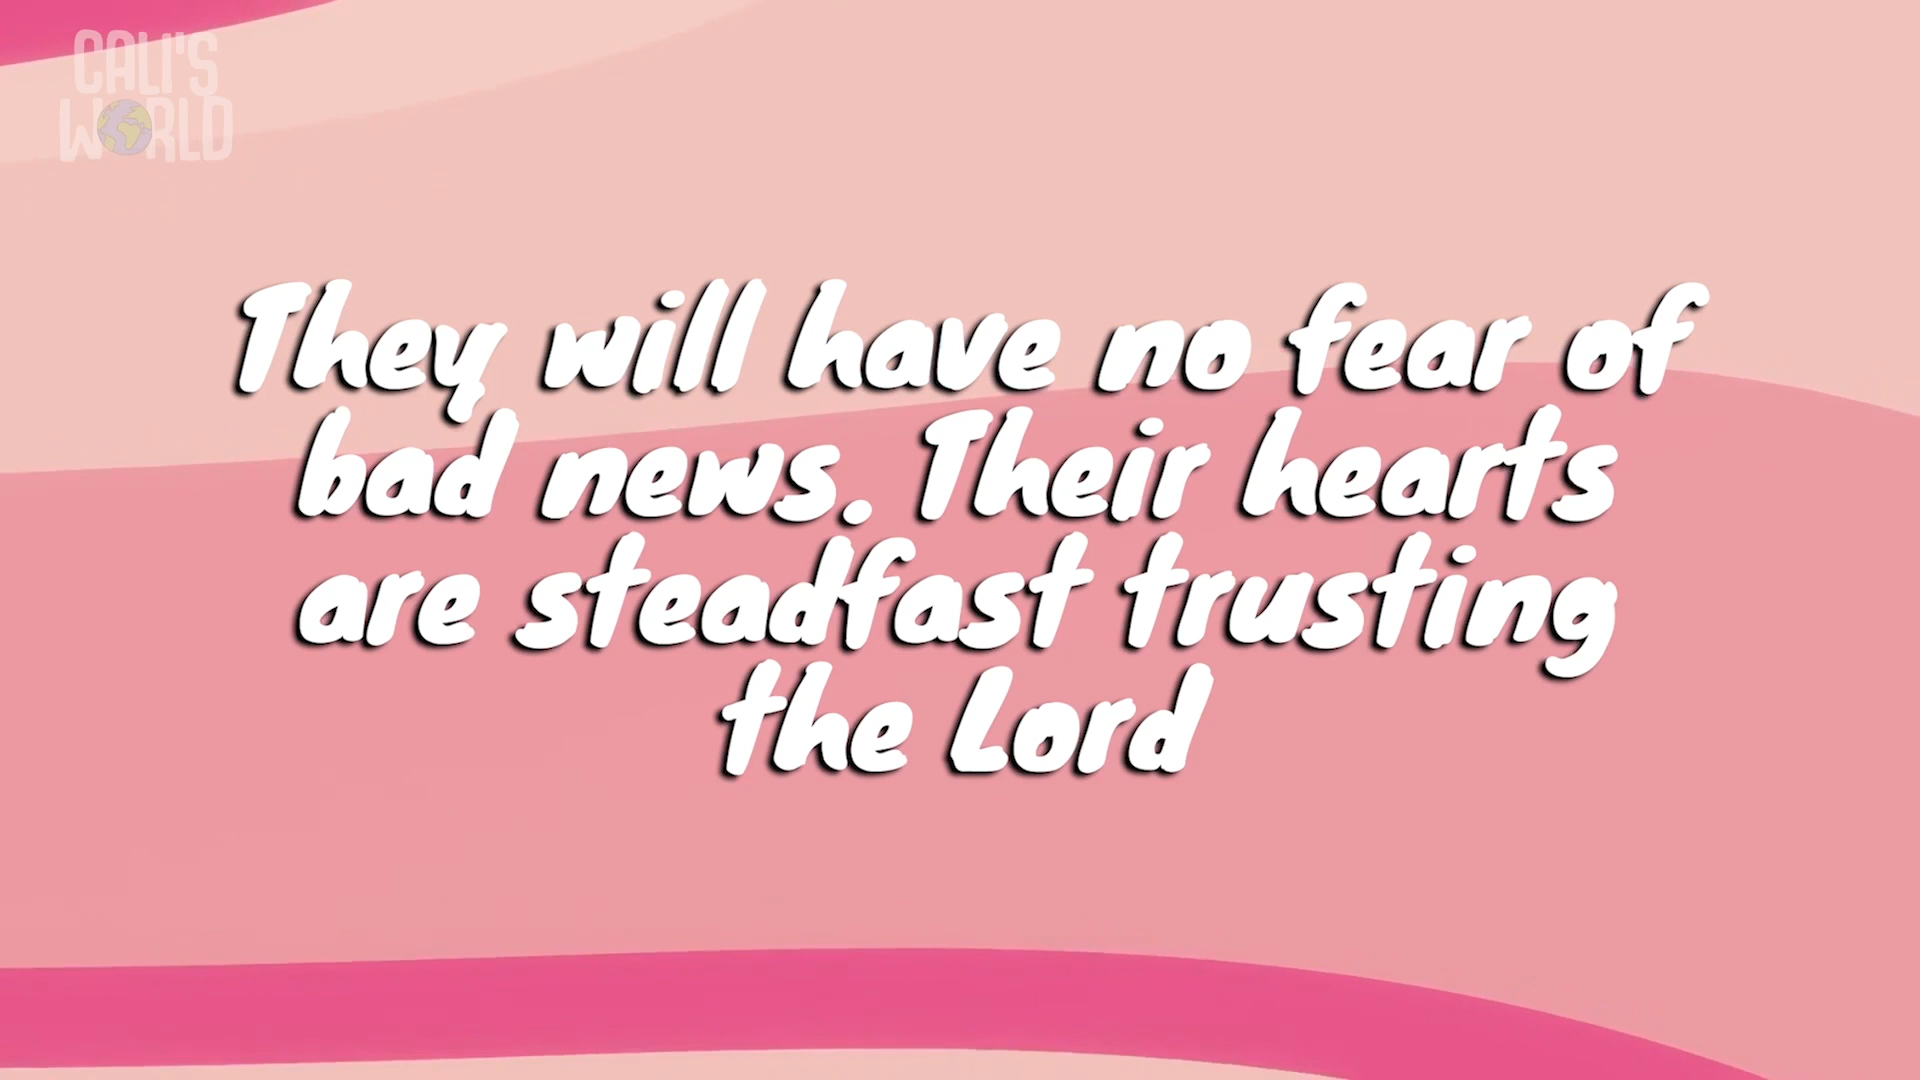 CALI'S
WORLD
They will have no fear of
bad news. Their hearts
are steadfast trusting
the Lord